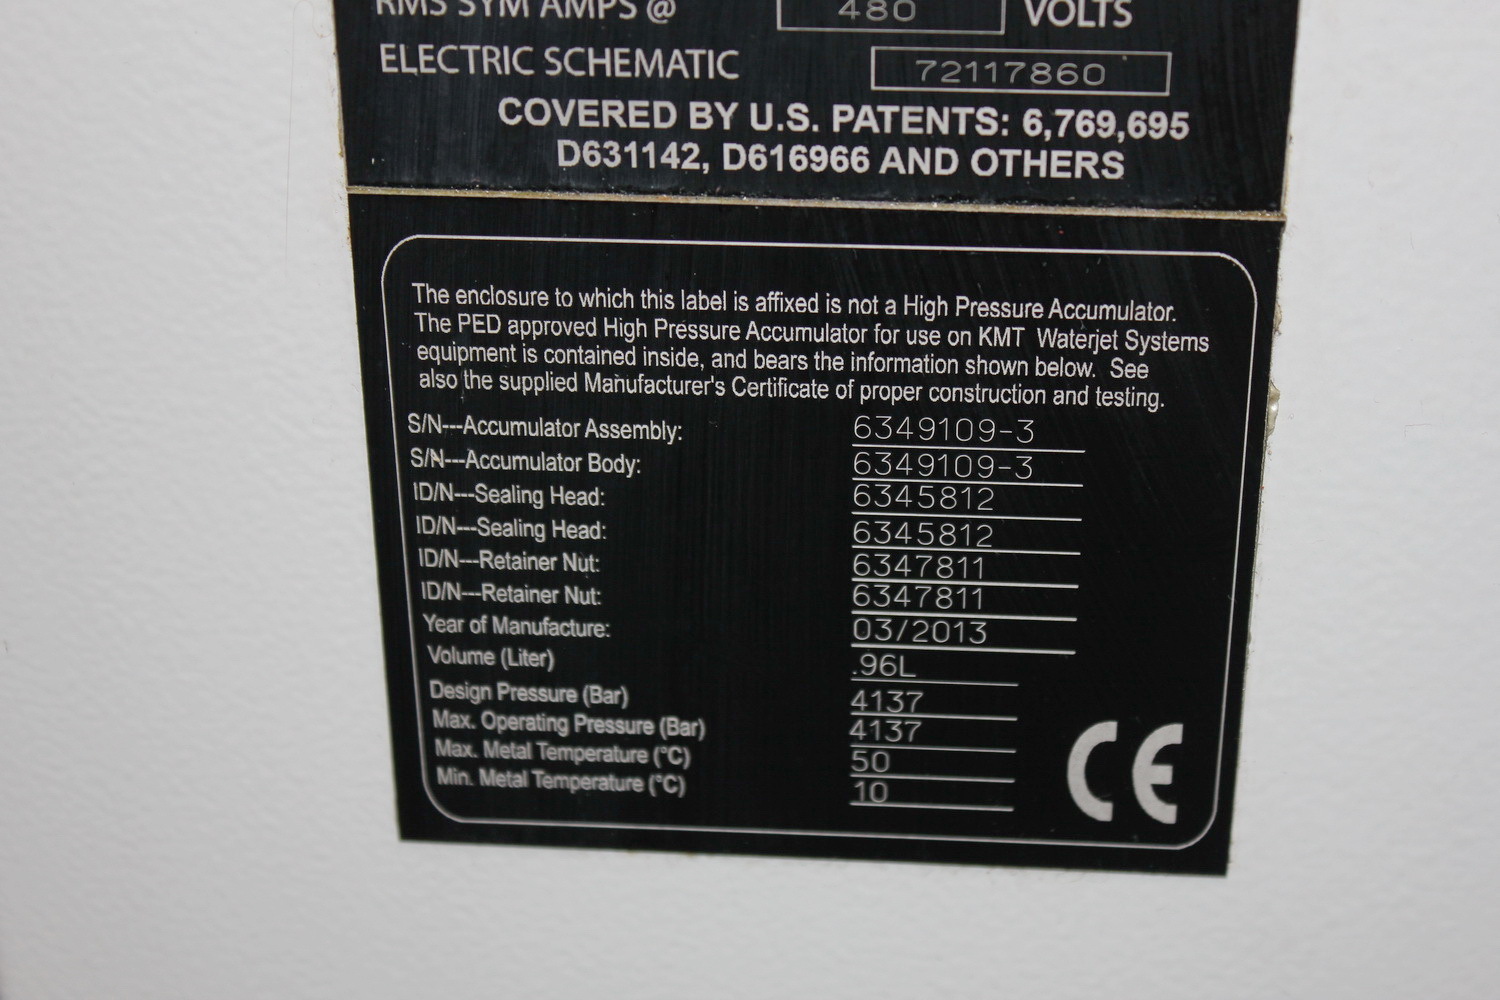 RMS SYM AMPS @ 480 VOLTS
ELECTRIC SCHEMATIC 72117860
COVERED BY U.S. PATENTS: 6,769,695
D631142, D616966 AND OTHERS
The enclosure to which this label is affixed is not a High Pressure Accumulator.
The PED approved High Pressure Accumulator for use on KMT Waterjet Systems
equipment is contained inside, and bears the information shown below. See
also the supplied Manufacturer's Certificate of proper construction and testing.
S/N---Accumulator Assembly: 6349109-3
S/N---Accumulator Body: 6349109-3
ID/N---Sealing Head: 6345812
ID/N---Sealing Head: 6345812
ID/N---Retainer Nut: 6347811
ID/N---Retainer Nut: 6347811
Year of Manufacture: 03/2013
Volume (Liter) .96L
Design Pressure (Bar) 4137
Max. Operating Pressure (Bar) 4137
Max. Metal Temperature (°C) 50
Min. Metal Temperature (°C) 10
CE